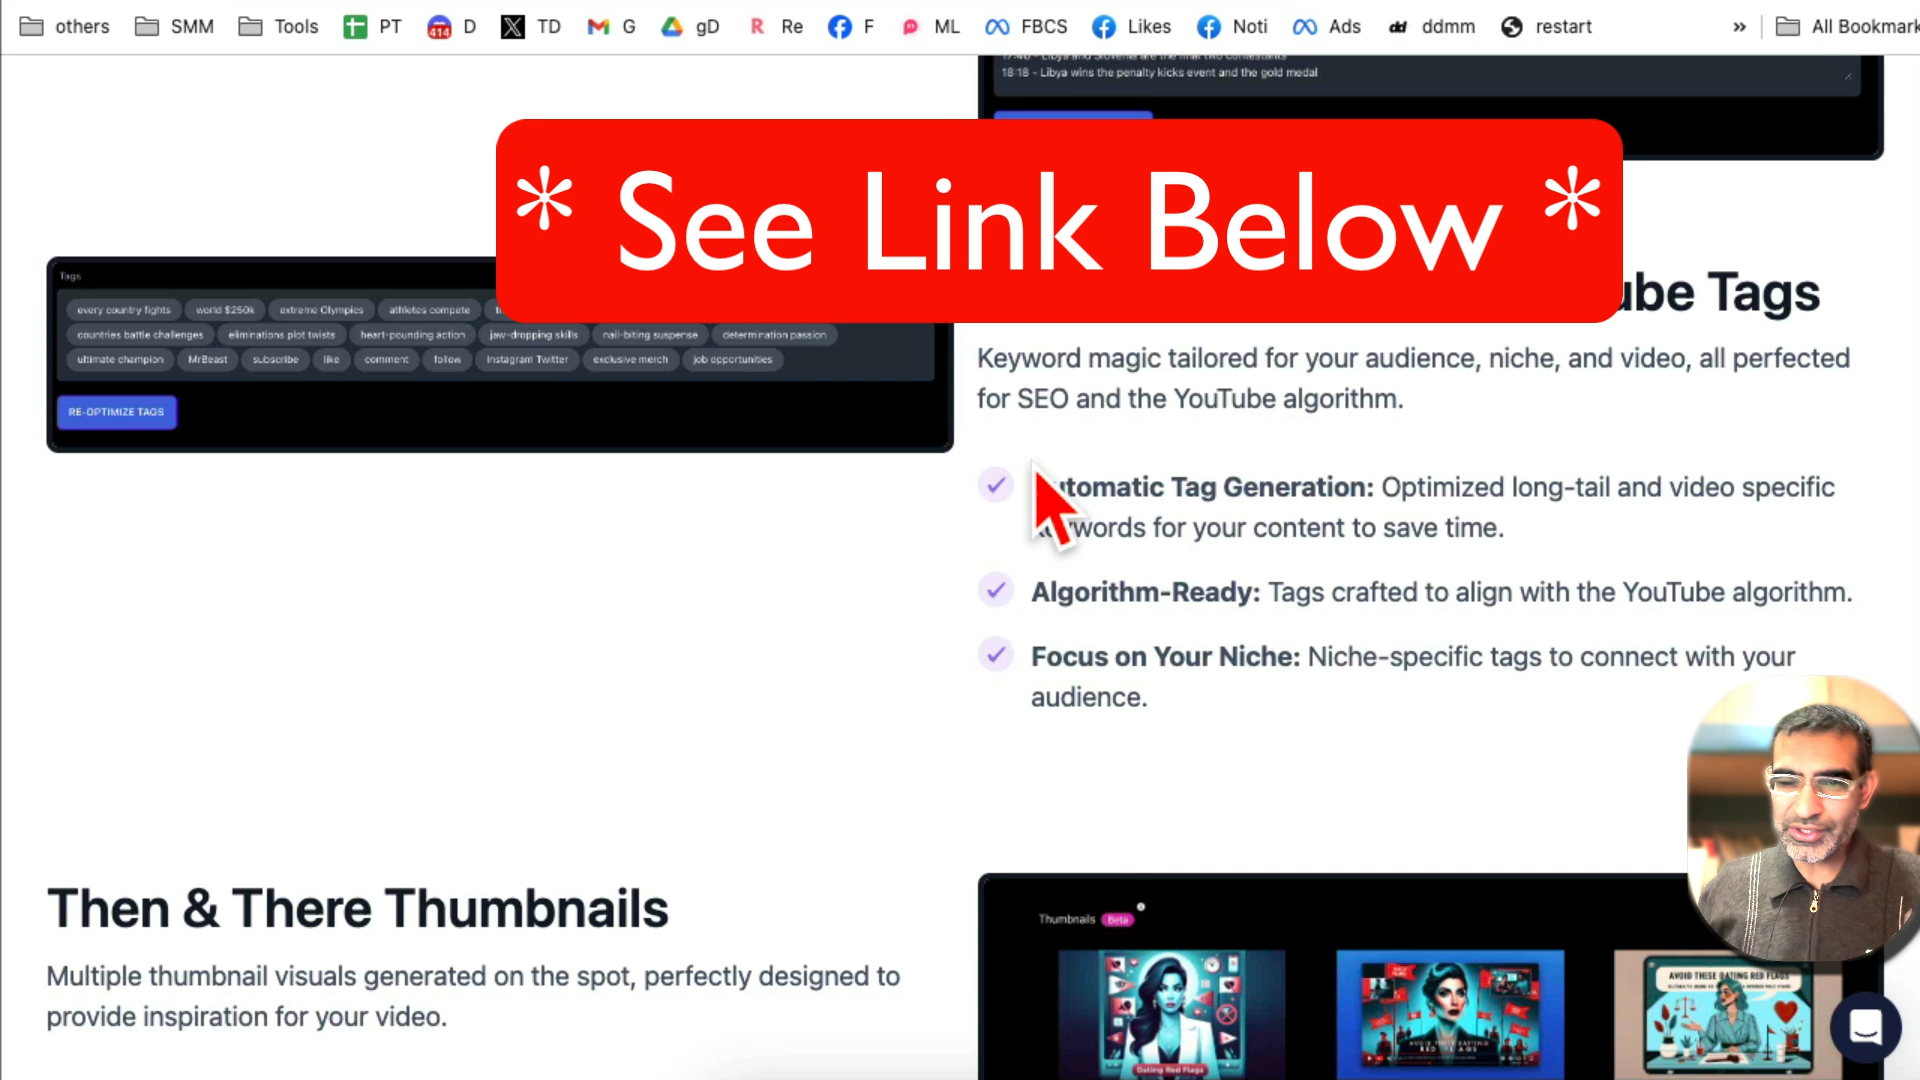 others SMM Tools PT 414 D TD G gD R Re F ML FBCS Likes Noti Ads dd ddmm restart » All Bookmark
18:18 - Libya wins the penalty kicks event and the gold medal
* See Link Below *
ube Tags
Tags
every country fights world $250k extreme Olympics athletes compete
countries battle challenges eliminations plot twists heart-pounding action jaw-dropping skills nail-biting suspense determination passion
ultimate champion MrBeast subscribe like comment follow Instagram Twitter exclusive merch job opportunities
RE-OPTIMIZE TAGS
Keyword magic tailored for your audience, niche, and video, all perfected
for SEO and the YouTube algorithm.
utomatic Tag Generation: Optimized long-tail and video specific
words for your content to save time.
Algorithm-Ready: Tags crafted to align with the YouTube algorithm.
Focus on Your Niche: Niche-specific tags to connect with your
audience.
Then & There Thumbnails
Multiple thumbnail visuals generated on the spot, perfectly designed to
provide inspiration for your video.
Thumbnails Beta
Dating Red Flags
AVOID THESE DATING RED FLAGS